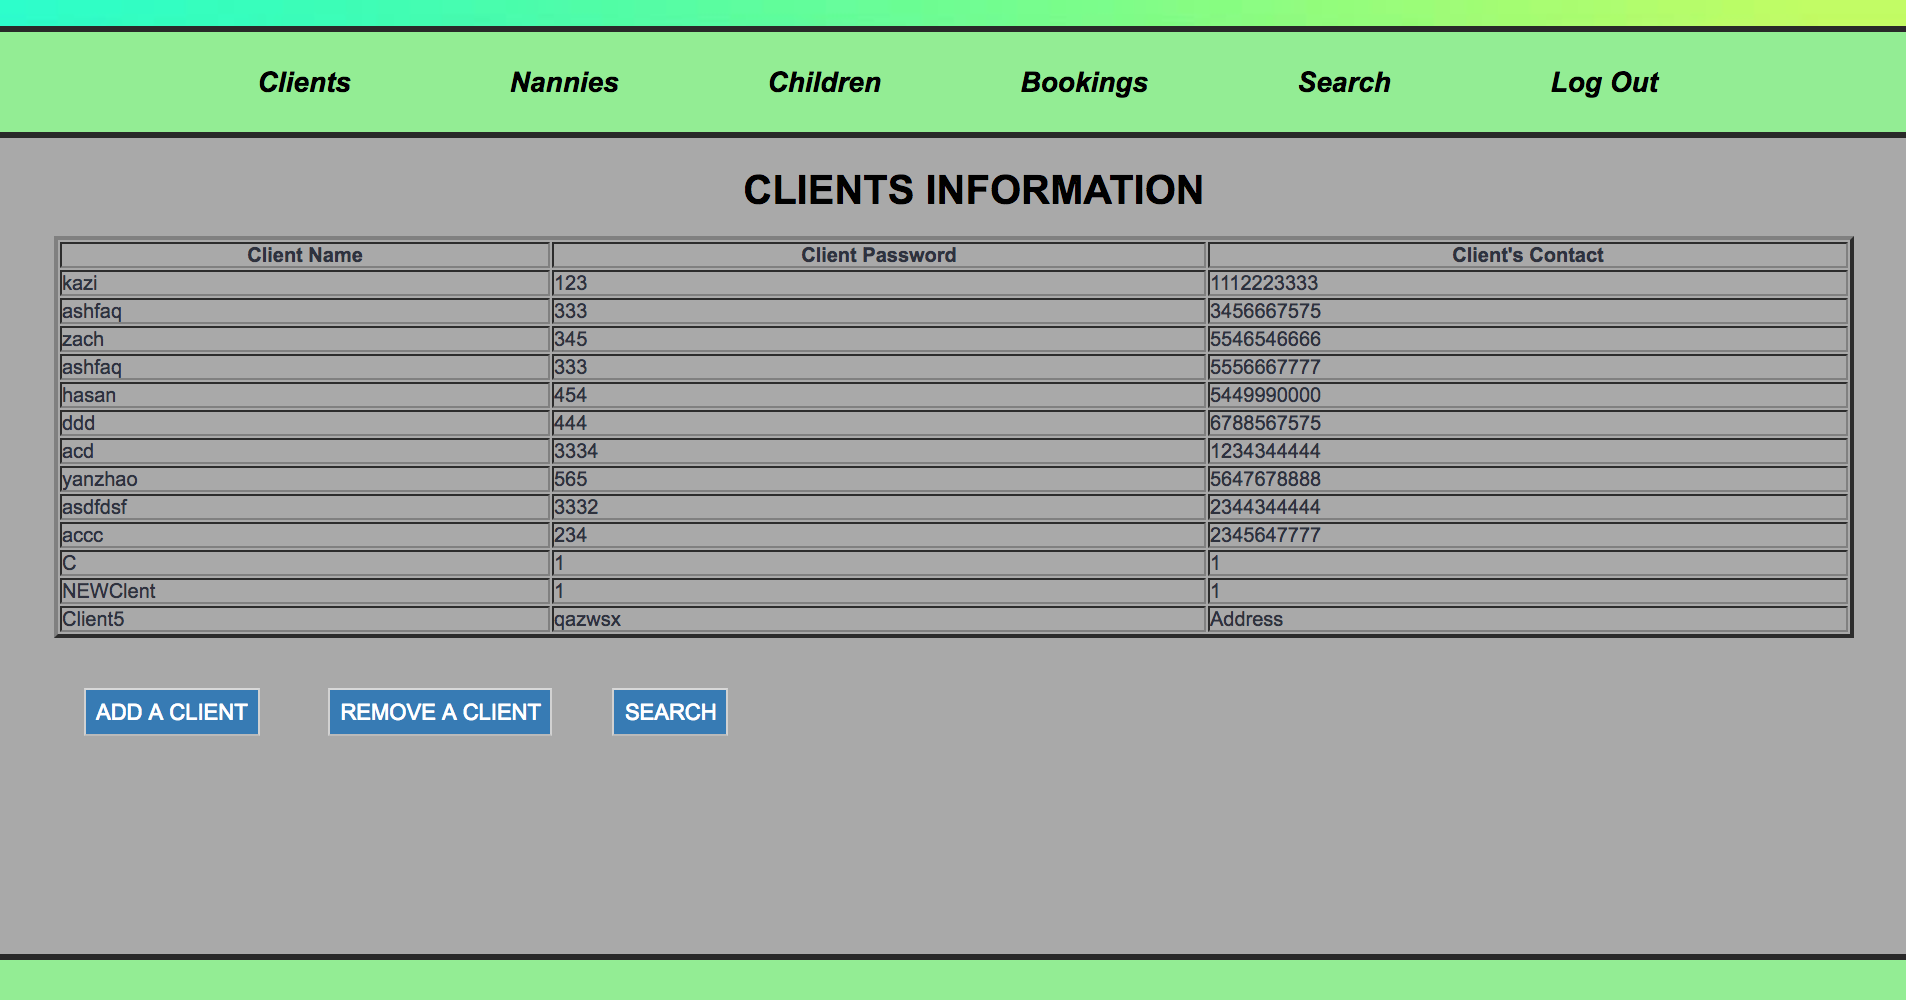 Clients Nannies Children Bookings Search Log Out
CLIENTS INFORMATION
Client Name Client Password Client's Contact
kazi 123 1112223333
ashfaq 333 3456667575
zach 345 5546546666
ashfaq 333 5556667777
hasan 454 5449990000
ddd 444 6788567575
acd 3334 1234344444
yanzhao 565 5647678888
asdfdsf 3332 2344344444
accc 234 2345647777
C 1 1
NEWClent 1 1
Client5 qazwsx Address
ADD A CLIENT REMOVE A CLIENT SEARCH